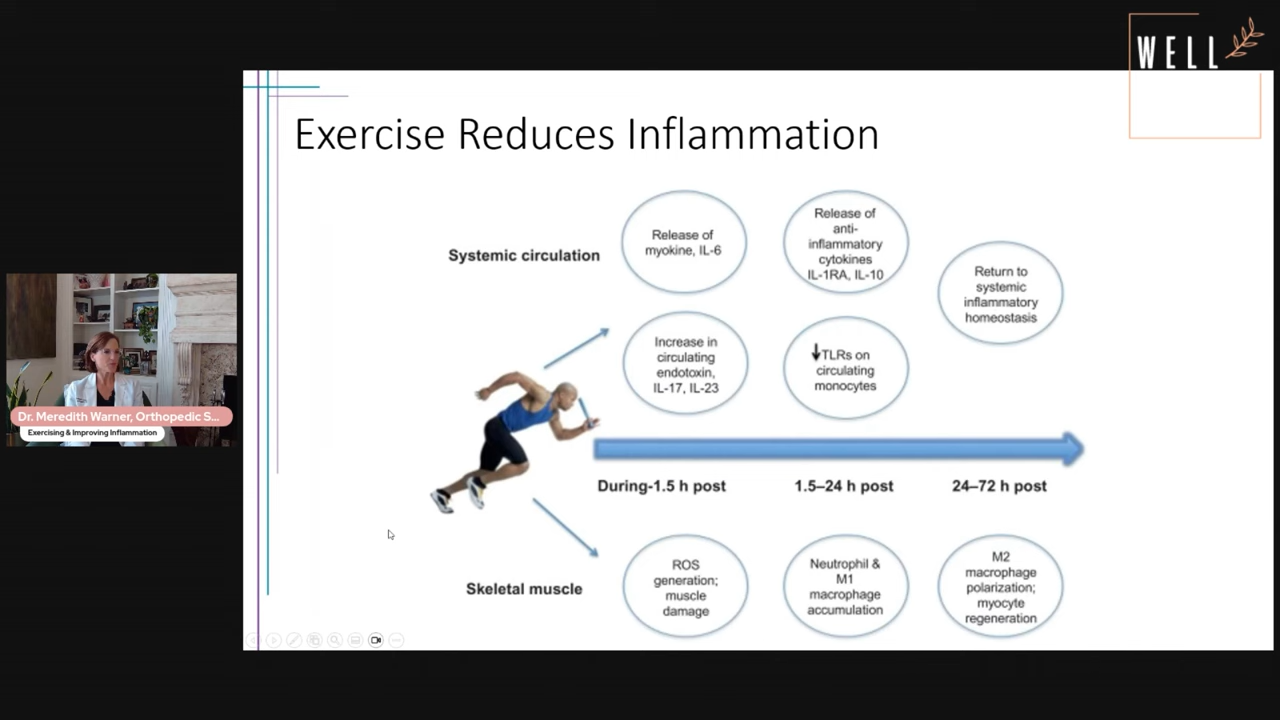 WELL
Exercise Reduces Inflammation
Systemic circulation
Release of
myokine, IL-6
Release of
anti-
inflammatory
cytokines
IL-1RA, IL-10
Return to
systemic
inflammatory
homeostasis
Increase in
circulating
endotoxin,
IL-17, IL-23
↓TLRs on
circulating
monocytes
During-1.5 h post
1.5–24 h post
24–72 h post
Skeletal muscle
ROS
generation;
muscle
damage
Neutrophil &
M1
macrophage
accumulation
M2
macrophage
polarization;
myocyte
regeneration
Dr. Meredith Warner, Orthopedic S...
Exercising & Improving Inflammation